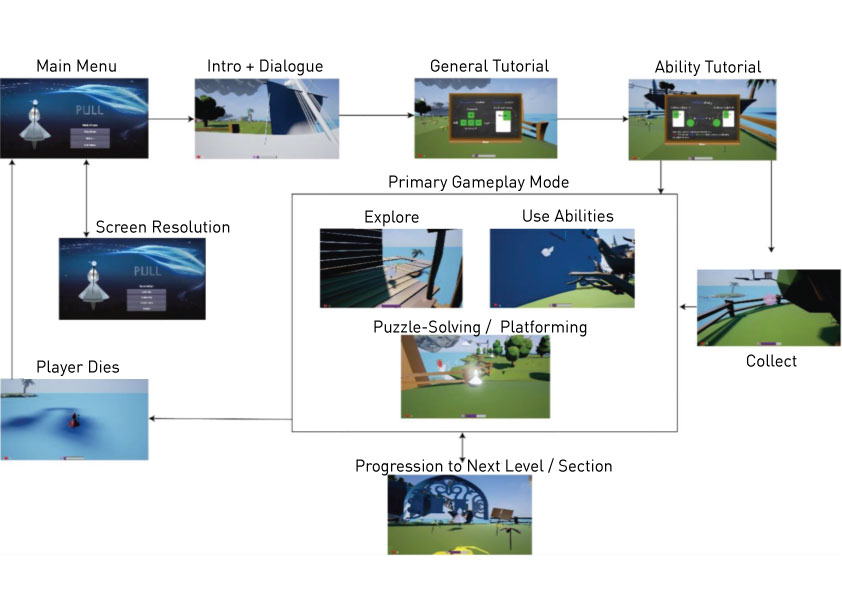 Main Menu
Intro + Dialogue
General Tutorial
Ability Tutorial
PULL
Primary Gameplay Mode
Explore
Use Abilities
Screen Resolution
PULL
Puzzle-Solving / Platforming
Collect
Player Dies
Progression to Next Level / Section